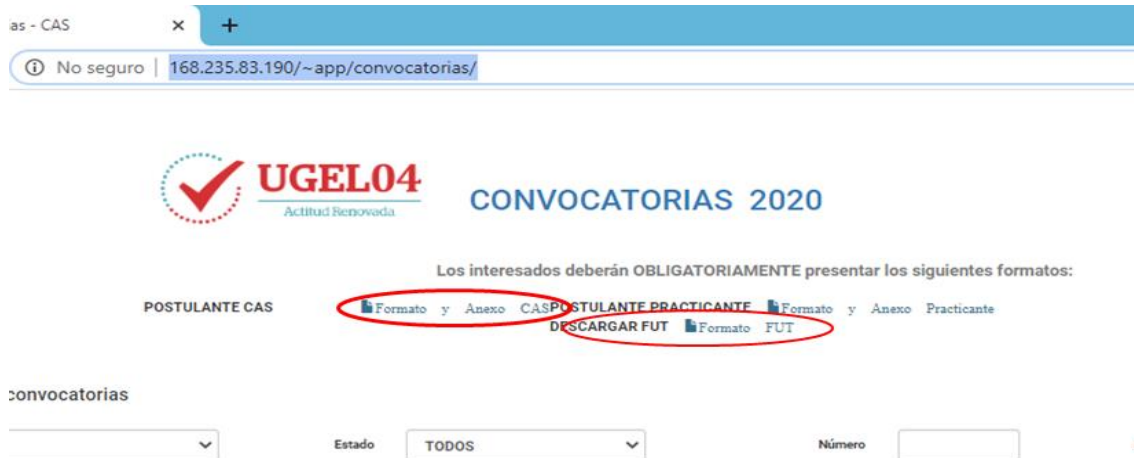 as - CAS
No seguro | 168.235.83.190/~app/convocatorias/
UGEL04
Actitud Renovada
CONVOCATORIAS 2020
Los interesados deberán OBLIGATORIAMENTE presentar los siguientes formatos:
POSTULANTE CAS Formato y Anexo CAS POSTULANTE PRACTICANTE Formato y Anexo Practicante
DESCARGAR FUT Formato FUT
convocatorias
Estado TODOS Número